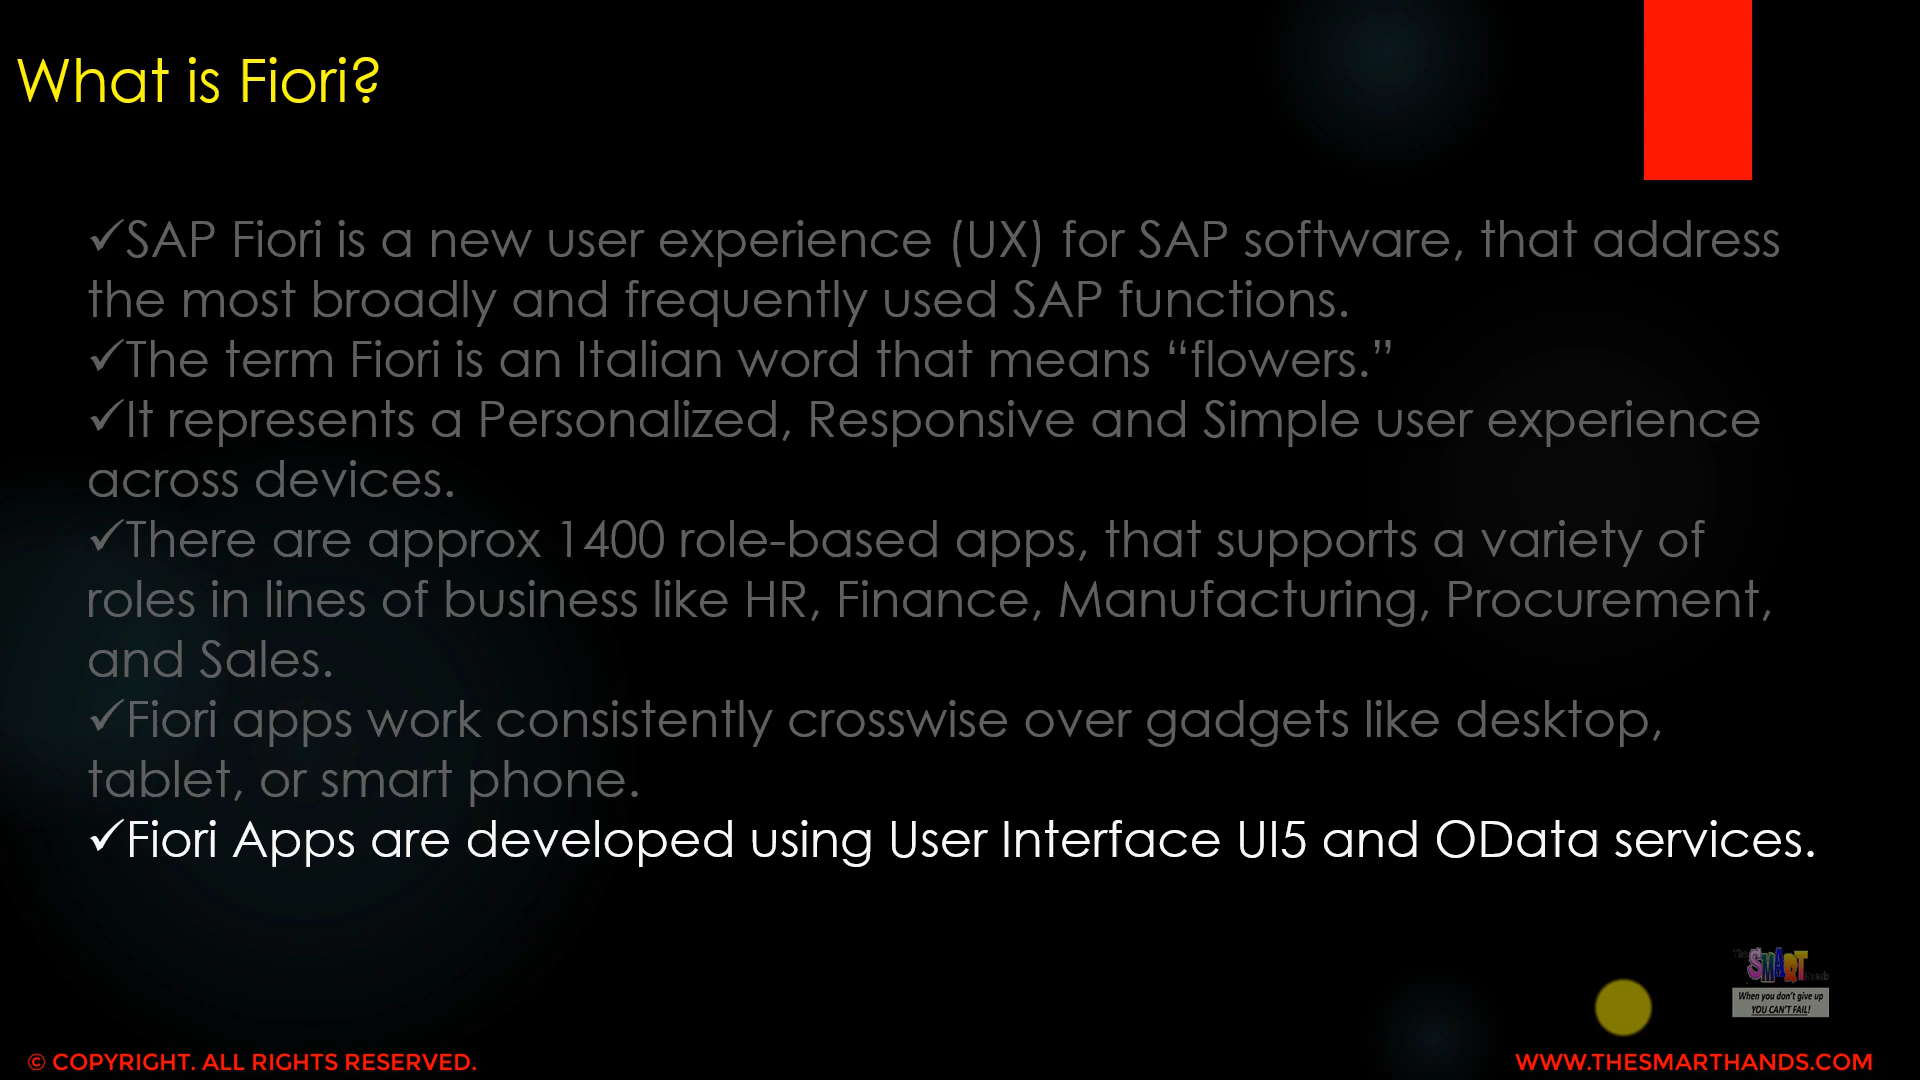 What is Fiori?
✓SAP Fiori is a new user experience (UX) for SAP software, that address
the most broadly and frequently used SAP functions.
✓The term Fiori is an Italian word that means “flowers.”
✓It represents a Personalized, Responsive and Simple user experience
across devices.
✓There are approx 1400 role-based apps, that supports a variety of
roles in lines of business like HR, Finance, Manufacturing, Procurement,
and Sales.
✓Fiori apps work consistently crosswise over gadgets like desktop,
tablet, or smart phone.
✓Fiori Apps are developed using User Interface UI5 and OData services.
The SMART Hands
When you don't give up
YOU CAN'T FAIL!
© COPYRIGHT. ALL RIGHTS RESERVED.
WWW.THESMARTHANDS.COM